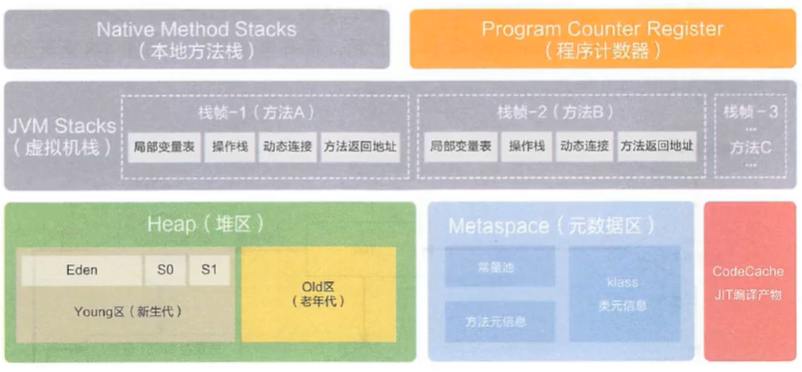 Native Method Stacks
（本地方法栈）
Program Counter Register
（程序计数器）
JVM Stacks
（虚拟机栈）
栈帧-1（方法A）
局部变量表
操作栈
动态连接
方法返回地址
栈帧-2（方法B）
局部变量表
操作栈
动态连接
方法返回地址
栈帧-3
...
方法C
...
Heap（堆区）
Eden
S0
S1
Young区（新生代）
Old区
（老年代）
Metaspace（元数据区）
常量池
方法元信息
klass
类元信息
CodeCache
JIT编译产物